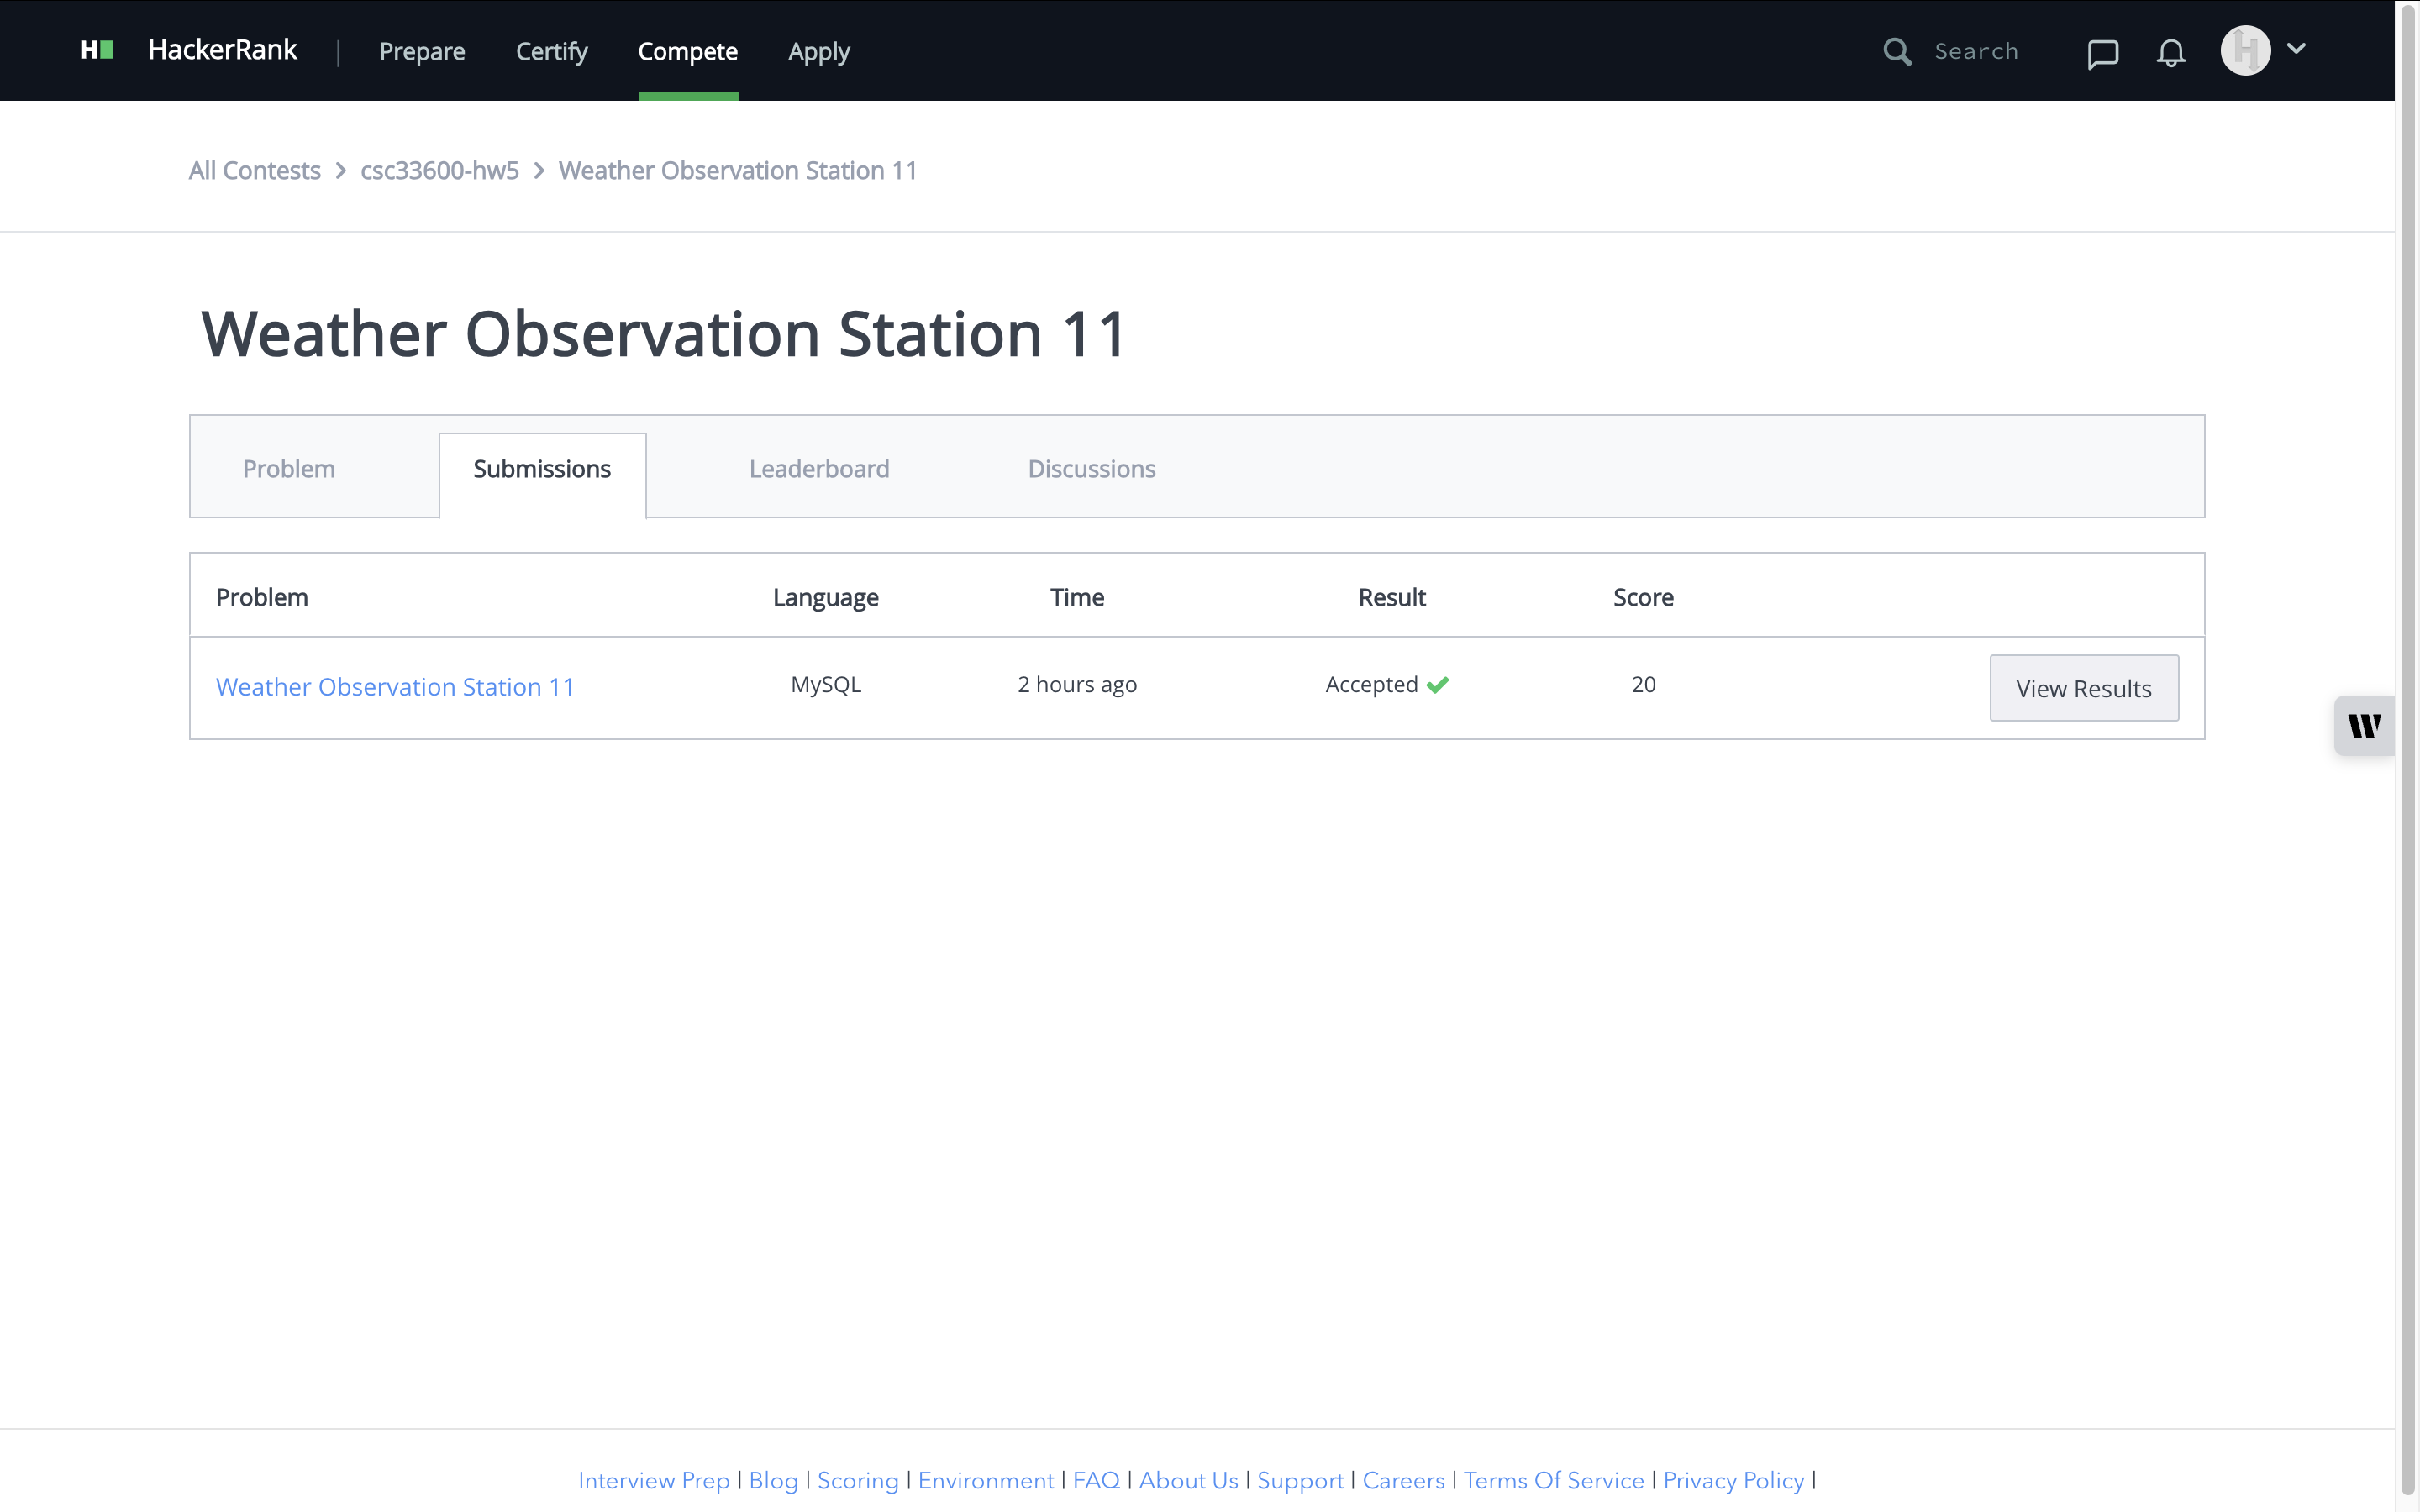 H HackerRank | Prepare Certify Compete Apply Search H
All Contests > csc33600-hw5 > Weather Observation Station 11
Weather Observation Station 11
Problem Submissions Leaderboard Discussions
Problem Language Time Result Score
Weather Observation Station 11 MySQL 2 hours ago Accepted 20 View Results
W
Interview Prep | Blog | Scoring | Environment | FAQ | About Us | Support | Careers | Terms Of Service | Privacy Policy |